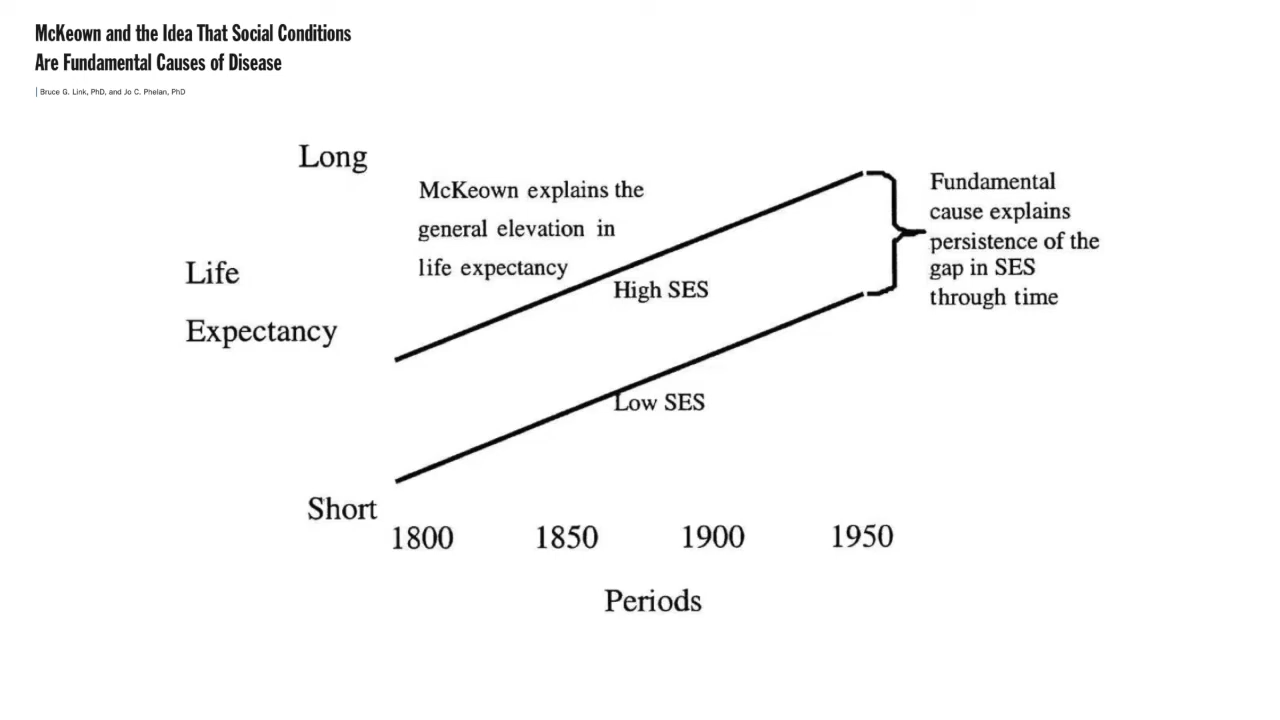 McKeown and the Idea That Social Conditions
Are Fundamental Causes of Disease
| Bruce G. Link, PhD, and Jo C. Phelan, PhD
Long
McKeown explains the
general elevation in
life expectancy
Life
Expectancy
High SES
Low SES
Fundamental
cause explains
persistence of the
gap in SES
through time
Short
1800 1850 1900 1950
Periods